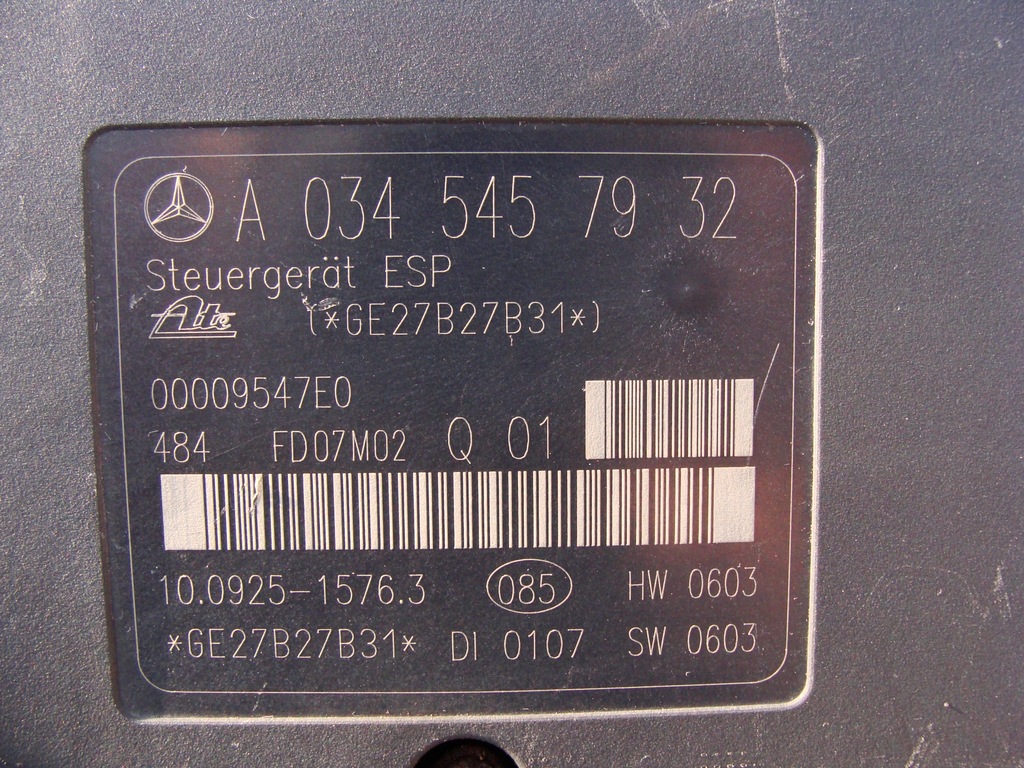 A 034 545 79 32
Steuergerät ESP
Ate (*GE27B27B31*)
00009547E0
484 FD07M02 Q 01
10.0925-1576.3 085 HW 0603
*GE27B27B31* DI 0107 SW 0603